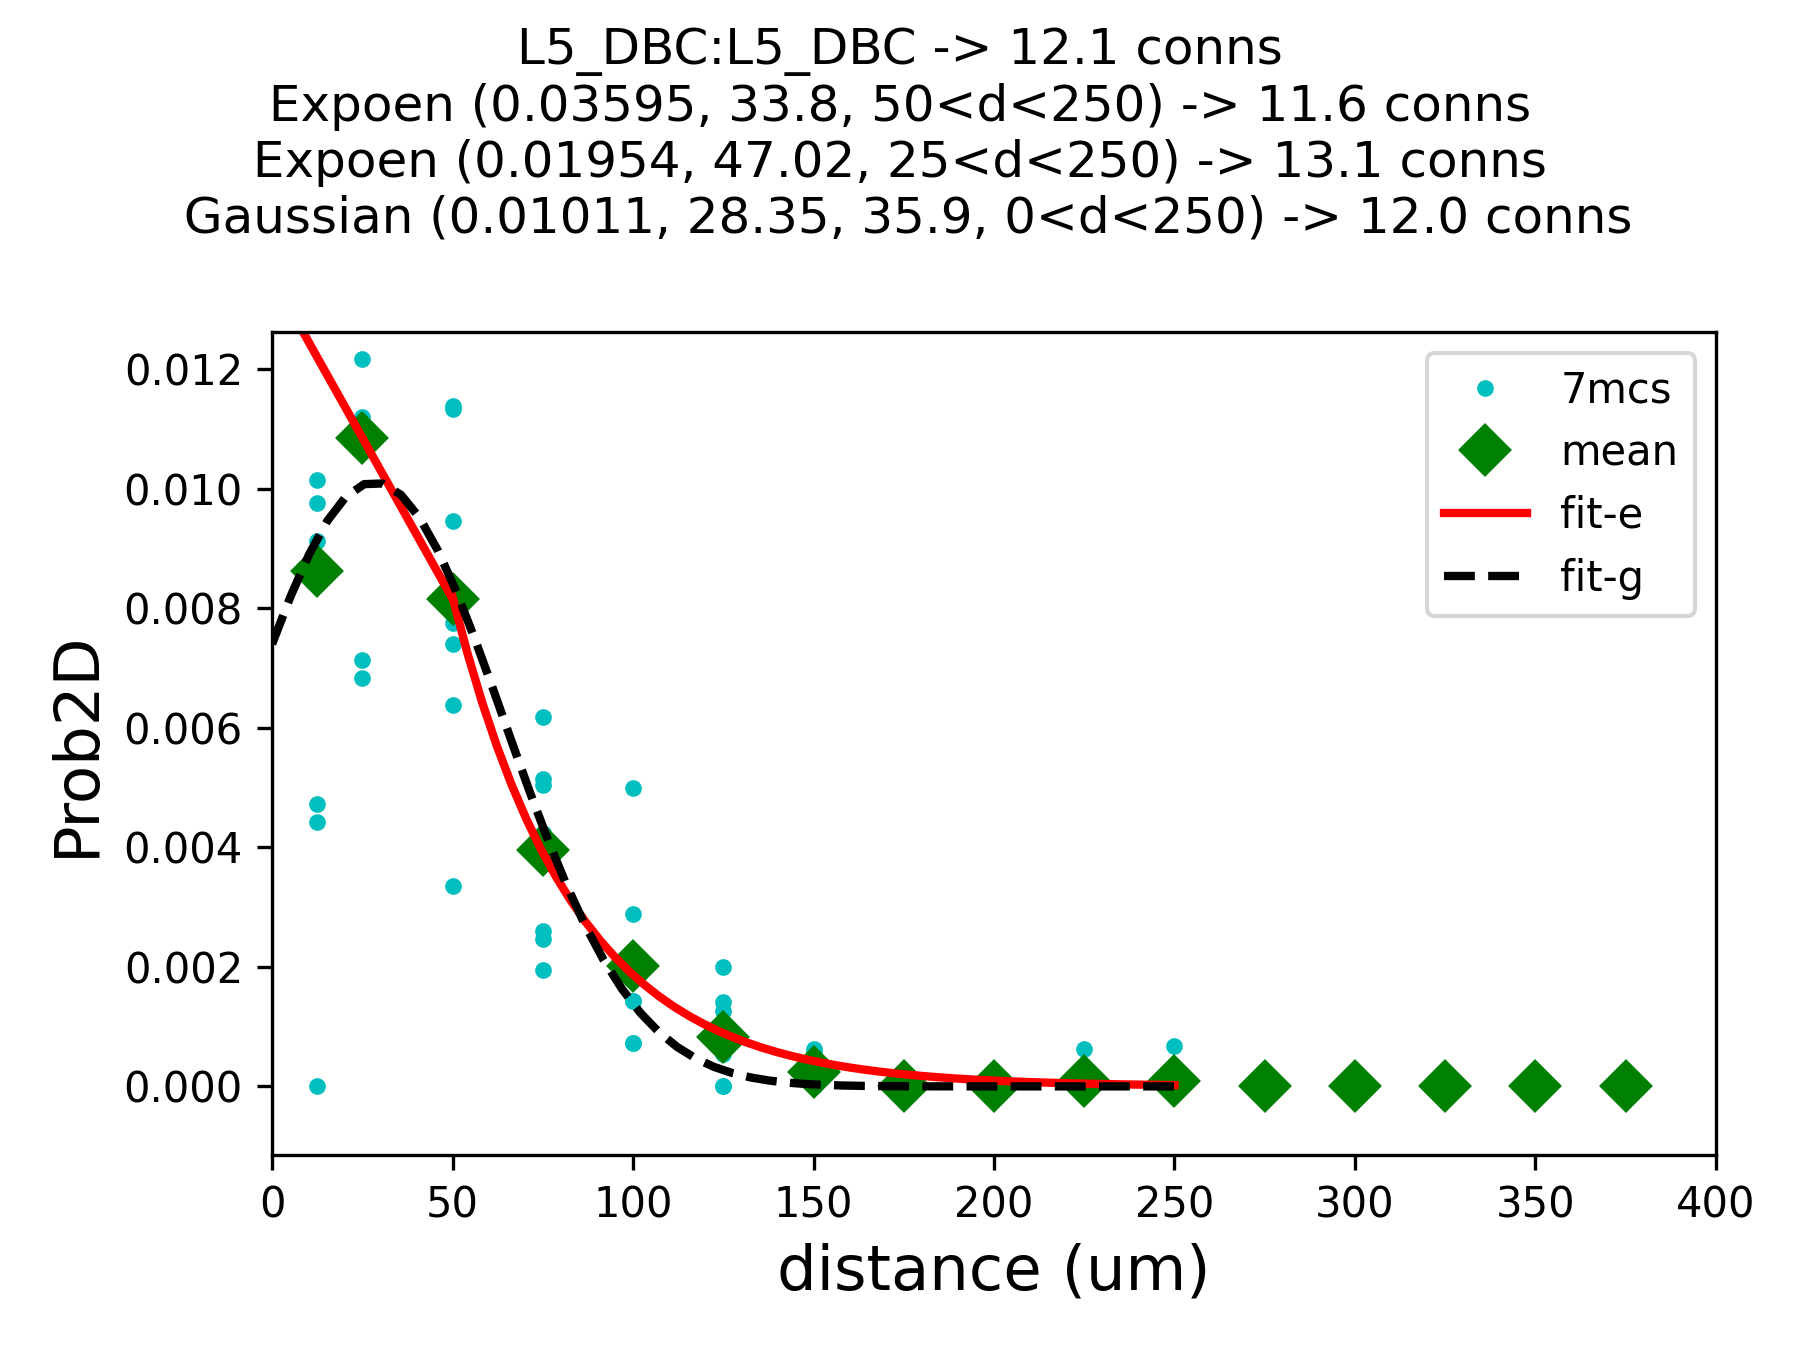 L5_DBC:L5_DBC -> 12.1 conns
Expoen (0.03595, 33.8, 50<d<250) -> 11.6 conns
Expoen (0.01954, 47.02, 25<d<250) -> 13.1 conns
Gaussian (0.01011, 28.35, 35.9, 0<d<250) -> 12.0 conns
7mcs
mean
fit-e
fit-g
Prob2D
0.012
0.010
0.008
0.006
0.004
0.002
0.000
0 50 100 150 200 250 300 350 400
distance (um)